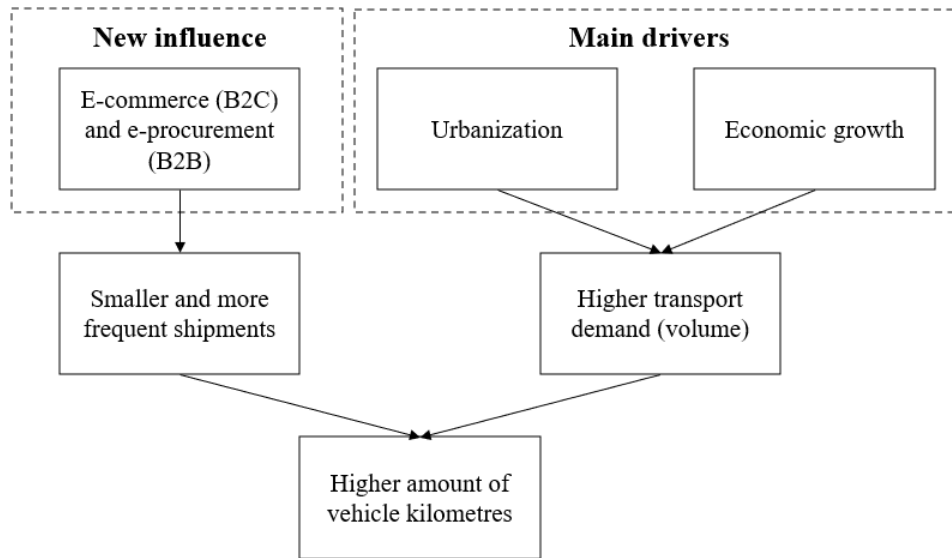 New influence
Main drivers
E-commerce (B2C)
and e-procurement
(B2B)
Urbanization
Economic growth
Smaller and more
frequent shipments
Higher transport
demand (volume)
Higher amount of
vehicle kilometres